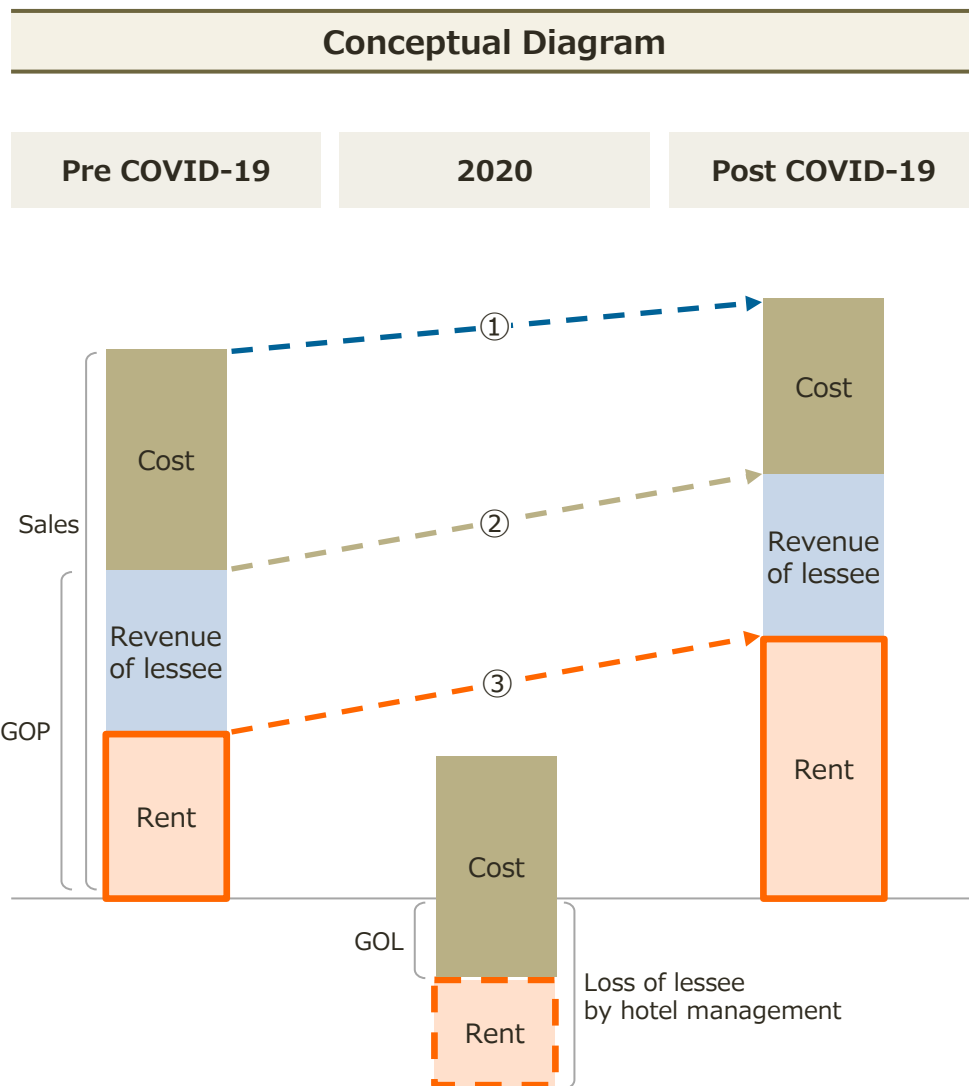 Conceptual Diagram
Pre COVID-19
2020
Post COVID-19
①
Cost
Cost
Sales
②
Revenue
of lessee
Revenue
of lessee
③
GOP
Rent
Rent
Cost
GOL
Loss of lessee
by hotel management
Rent